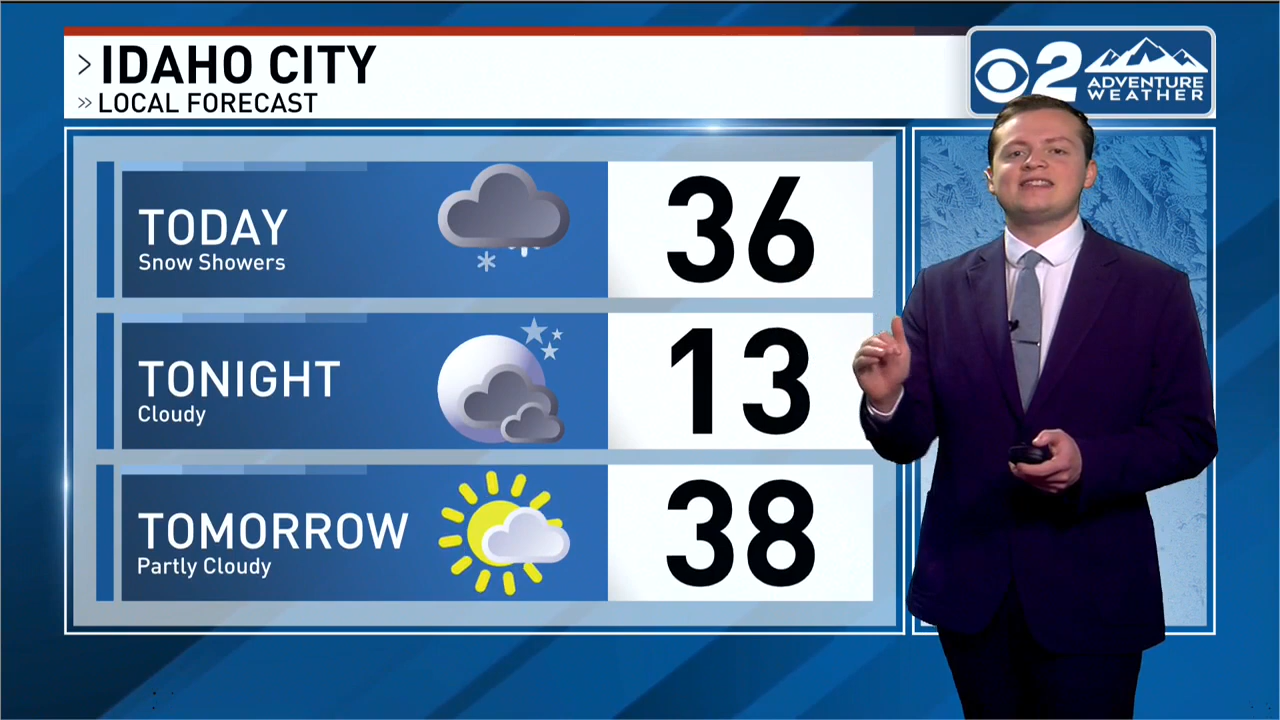 > IDAHO CITY
» LOCAL FORECAST
2
ADVENTURE
WEATHER
TODAY
Snow Showers
36
TONIGHT
Cloudy
13
TOMORROW
Partly Cloudy
38